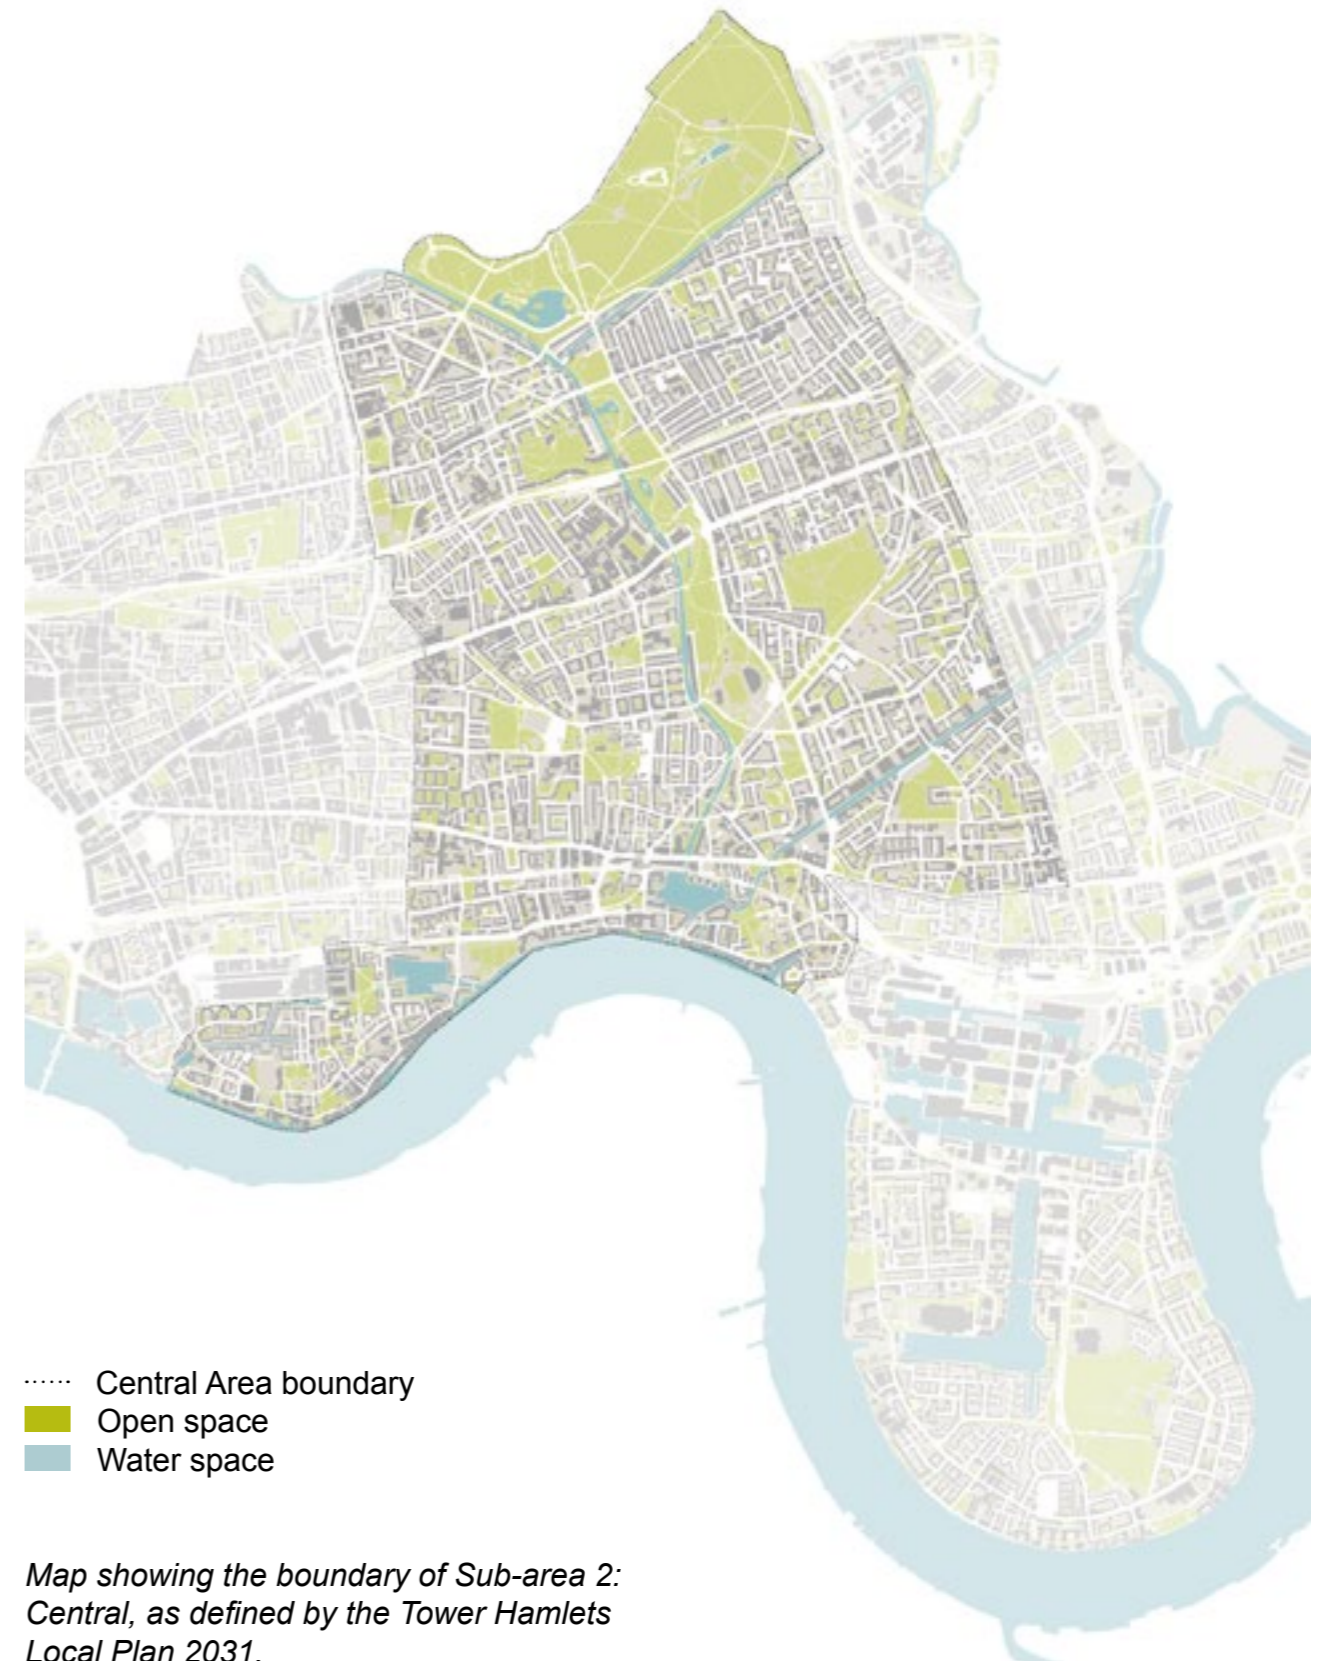 Central Area boundary
Open space
Water space
Map showing the boundary of Sub-area 2:
Central, as defined by the Tower Hamlets
Local Plan 2031.